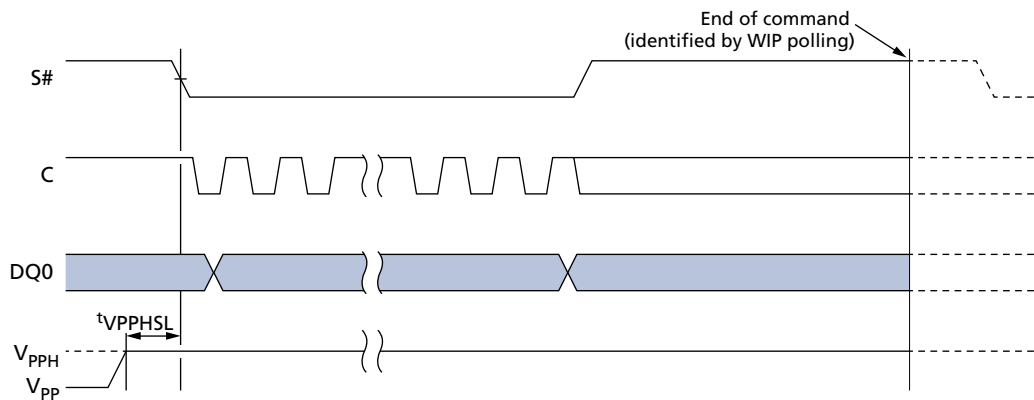 End of command
(identified by WIP polling)
S#
C
DQ0
tVPPHSL
VPPH
VPP